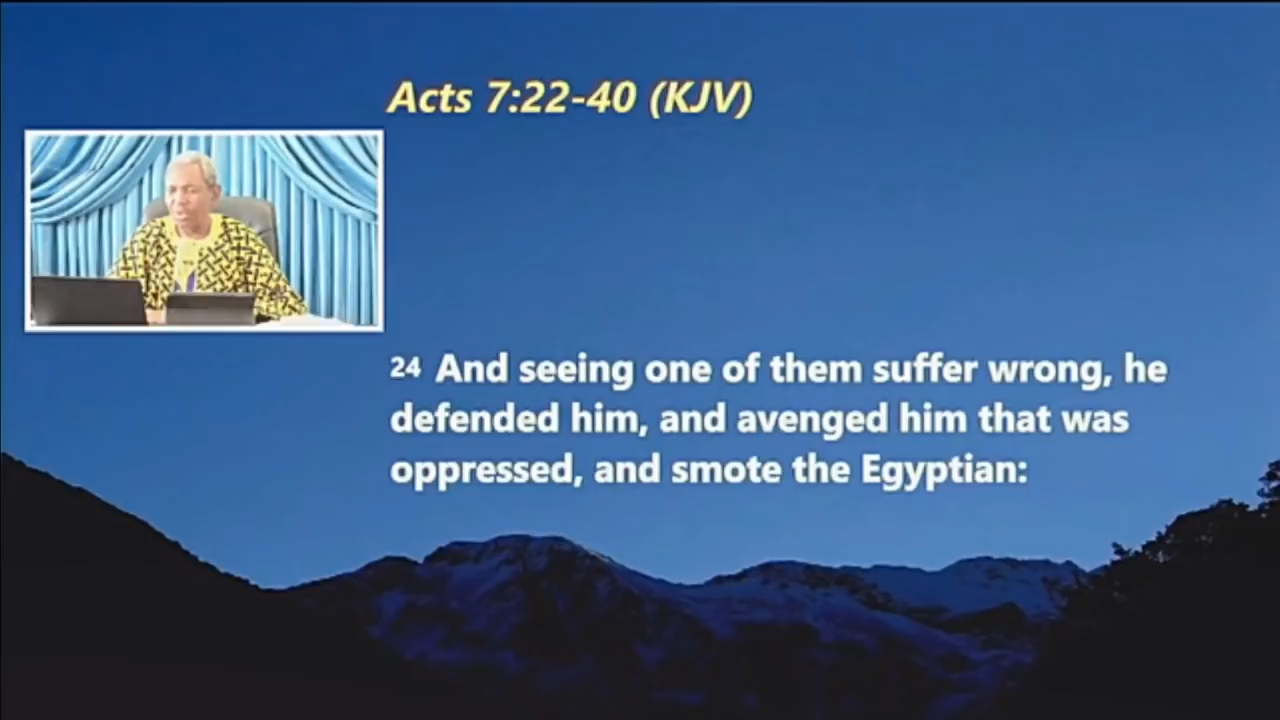 Acts 7:22-40 (KJV)
24 And seeing one of them suffer wrong, he
defended him, and avenged him that was
oppressed, and smote the Egyptian: